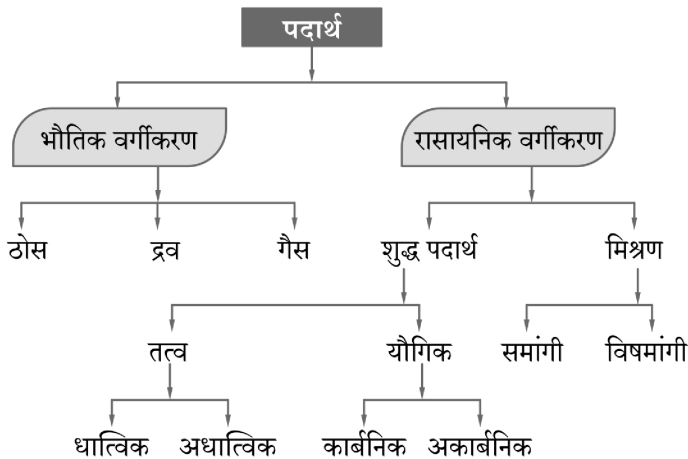 पदार्थ
भौतिक वर्गीकरण रासायनिक वर्गीकरण
ठोस द्रव गैस शुद्ध पदार्थ मिश्रण
तत्व यौगिक समांगी विषमांगी
धात्विक अधात्विक कार्बनिक अकार्बनिक